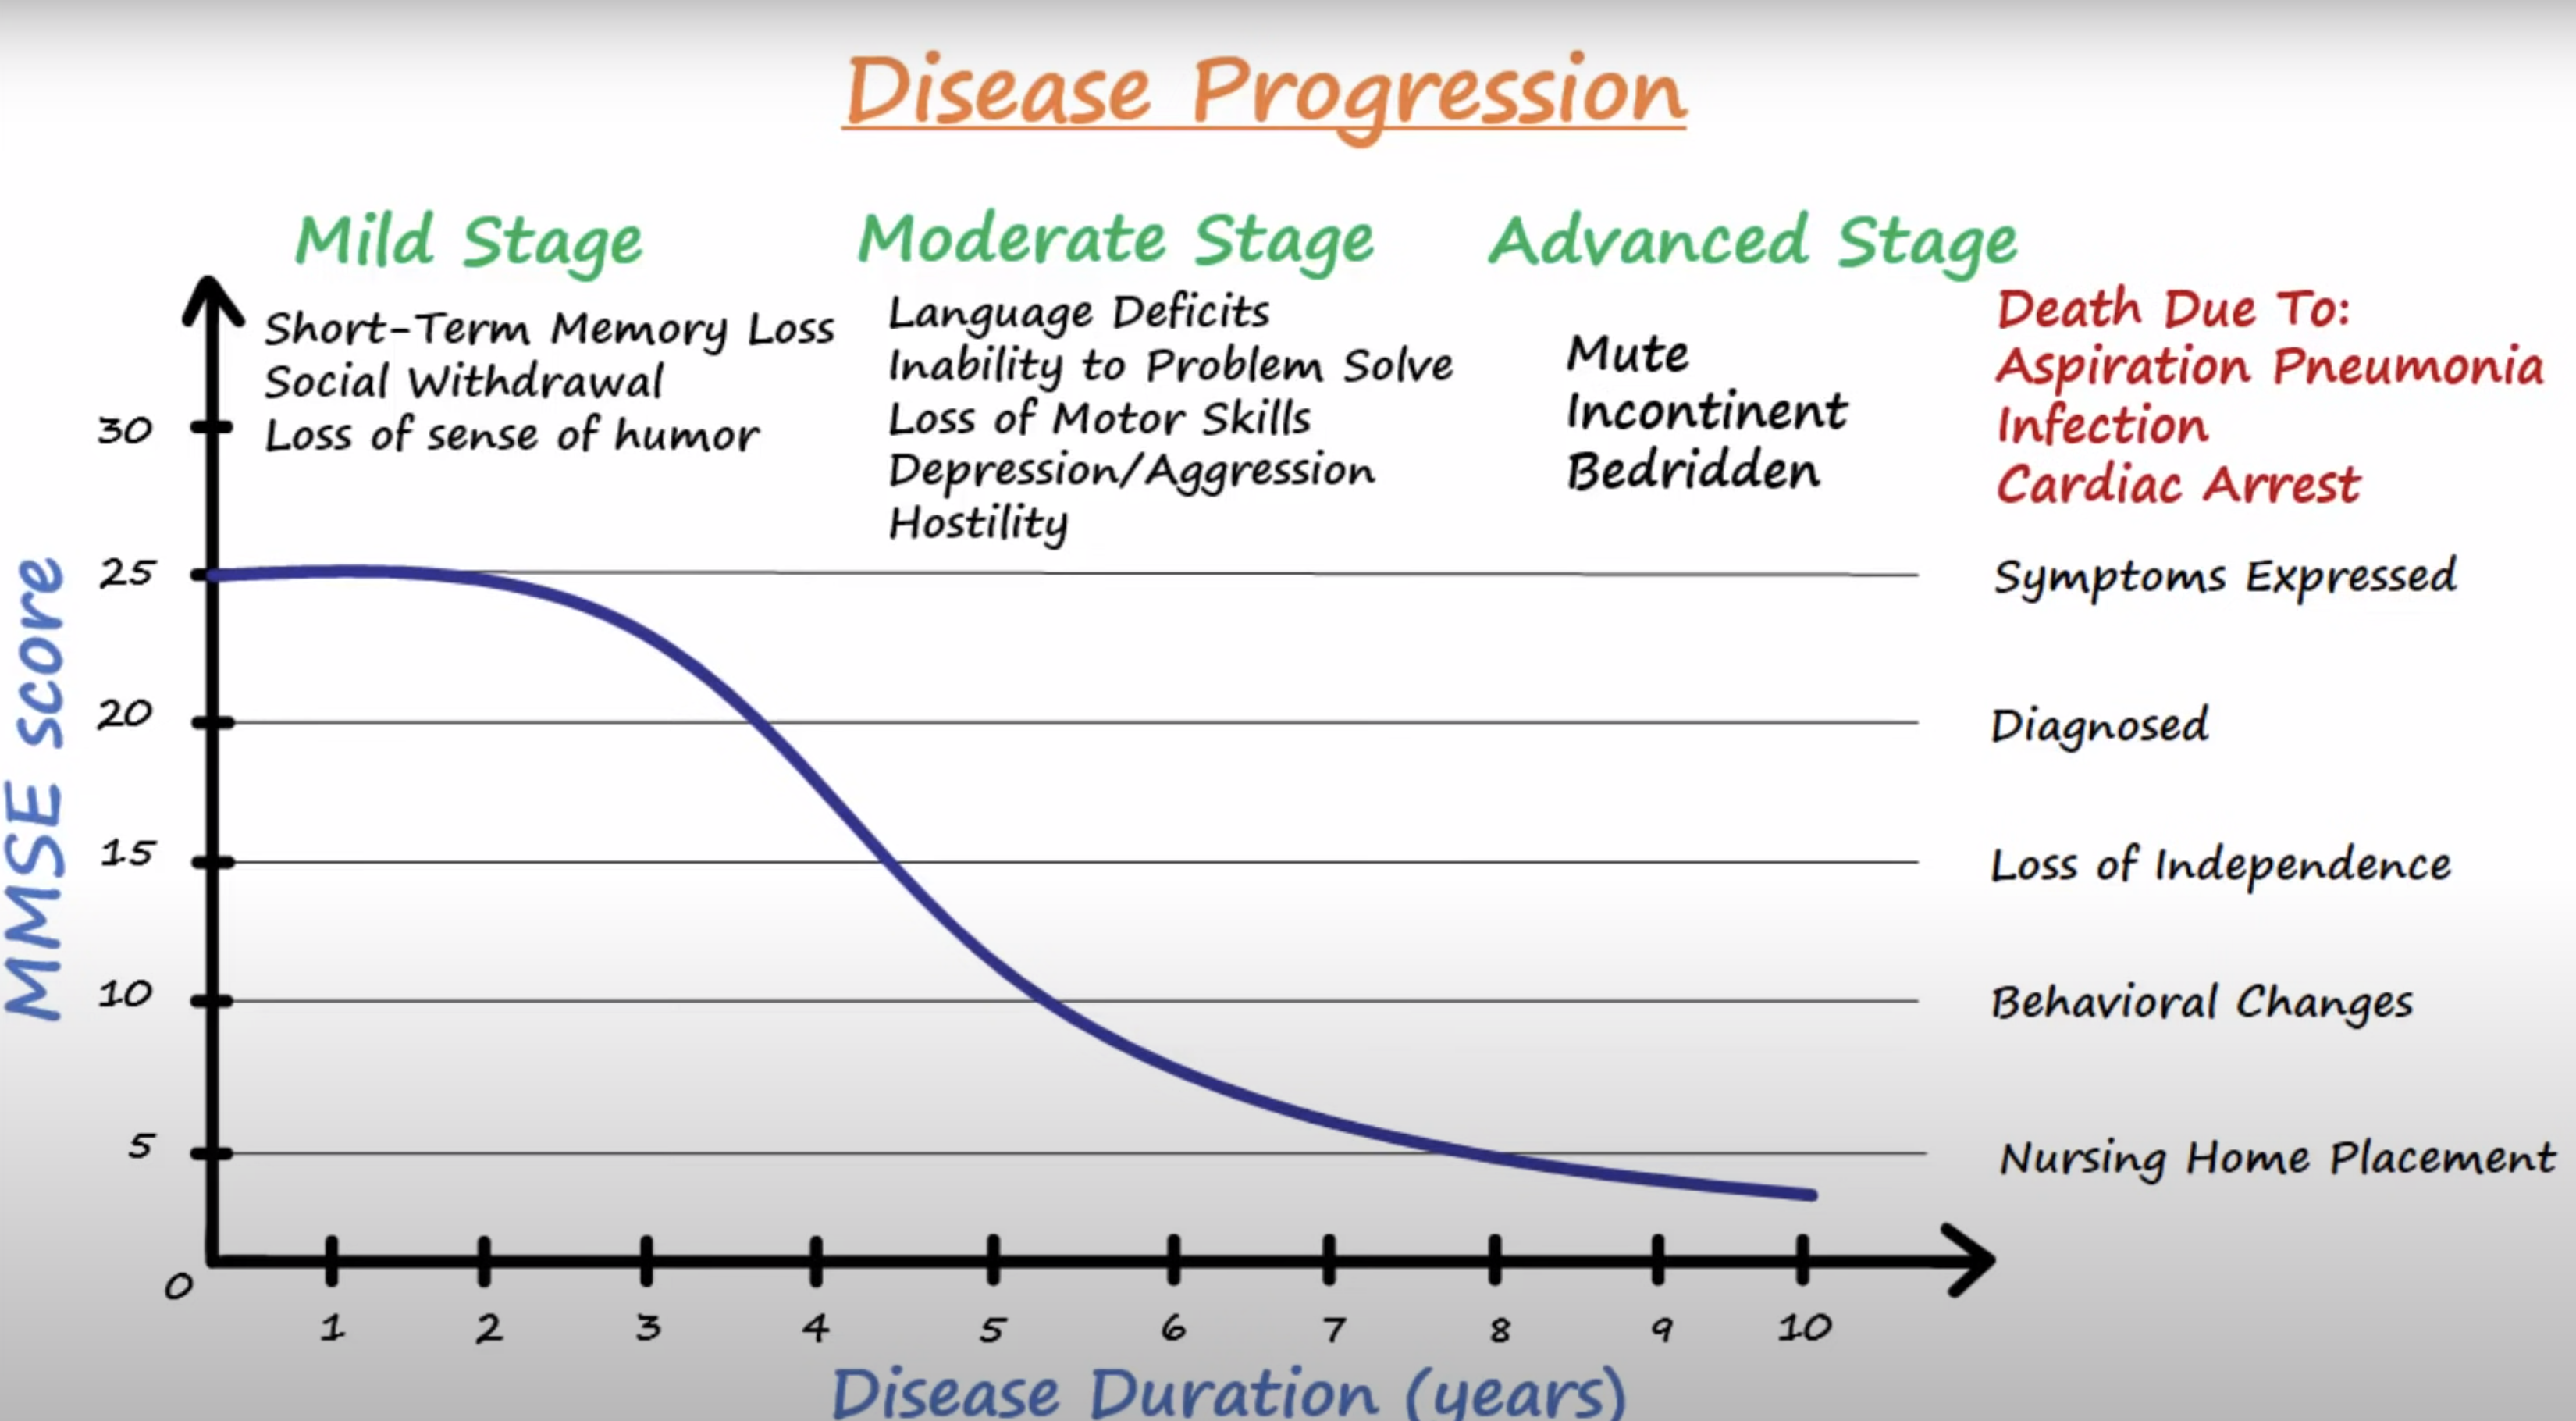 Disease Progression
Mild Stage
Short-Term Memory Loss
Social Withdrawal
Loss of sense of humor
Moderate Stage
Language Deficits
Inability to Problem Solve
Loss of Motor Skills
Depression/Aggression
Hostility
Advanced Stage
Mute
Incontinent
Bedridden
Death Due To:
Aspiration Pneumonia
Infection
Cardiac Arrest
MMSE score
30
25
20
15
10
5
0
Symptoms Expressed
Diagnosed
Loss of Independence
Behavioral Changes
Nursing Home Placement
1 2 3 4 5 6 7 8 9 10
Disease Duration (years)